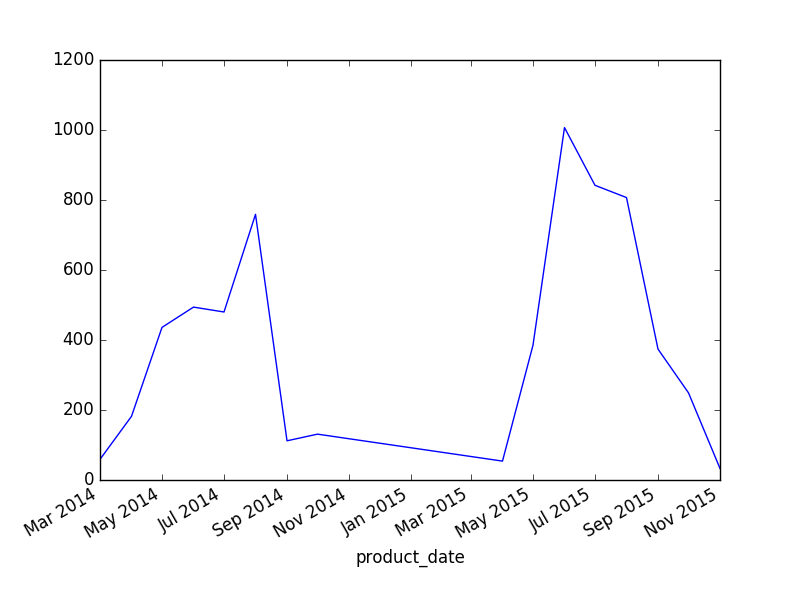 1200
1000
800
600
400
200
0
Mar 2014
May 2014
Jul 2014
Sep 2014
Nov 2014
Jan 2015
Mar 2015
May 2015
Jul 2015
Sep 2015
Nov 2015
product_date